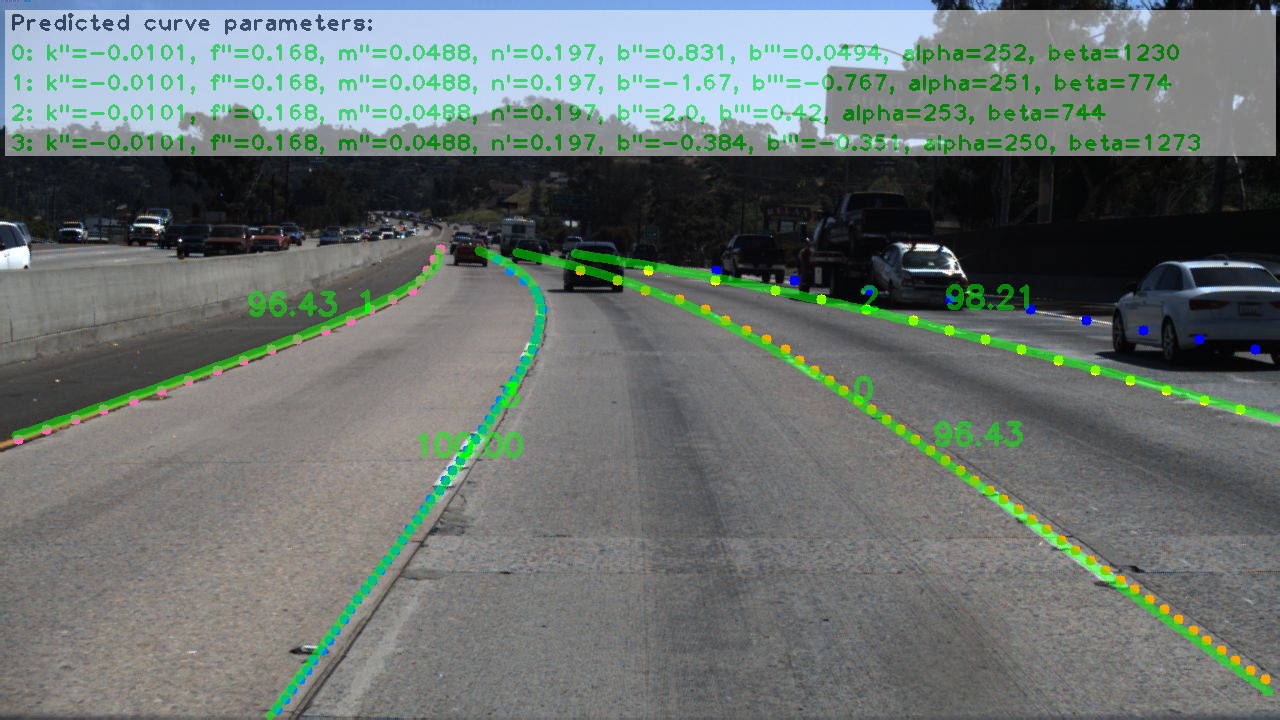 Predicted curve parameters:
0: k''=-0.0101, f''=0.168, m''=0.0488, n'=0.197, b''=0.831, b'''=0.0494, alpha=252, beta=1230
1: k''=-0.0101, f''=0.168, m''=0.0488, n'=0.197, b''=-1.67, b'''=-0.767, alpha=251, beta=774
2: k''=-0.0101, f''=0.168, m''=0.0488, n'=0.197, b''=2.0, b'''=0.42, alpha=253, beta=744
3: k''=-0.0101, f''=0.168, m''=0.0488, n'=0.197, b''=-0.384, b'''=-0.351, alpha=250, beta=1273
96.43 1
2 98.21
0
100.00
96.43